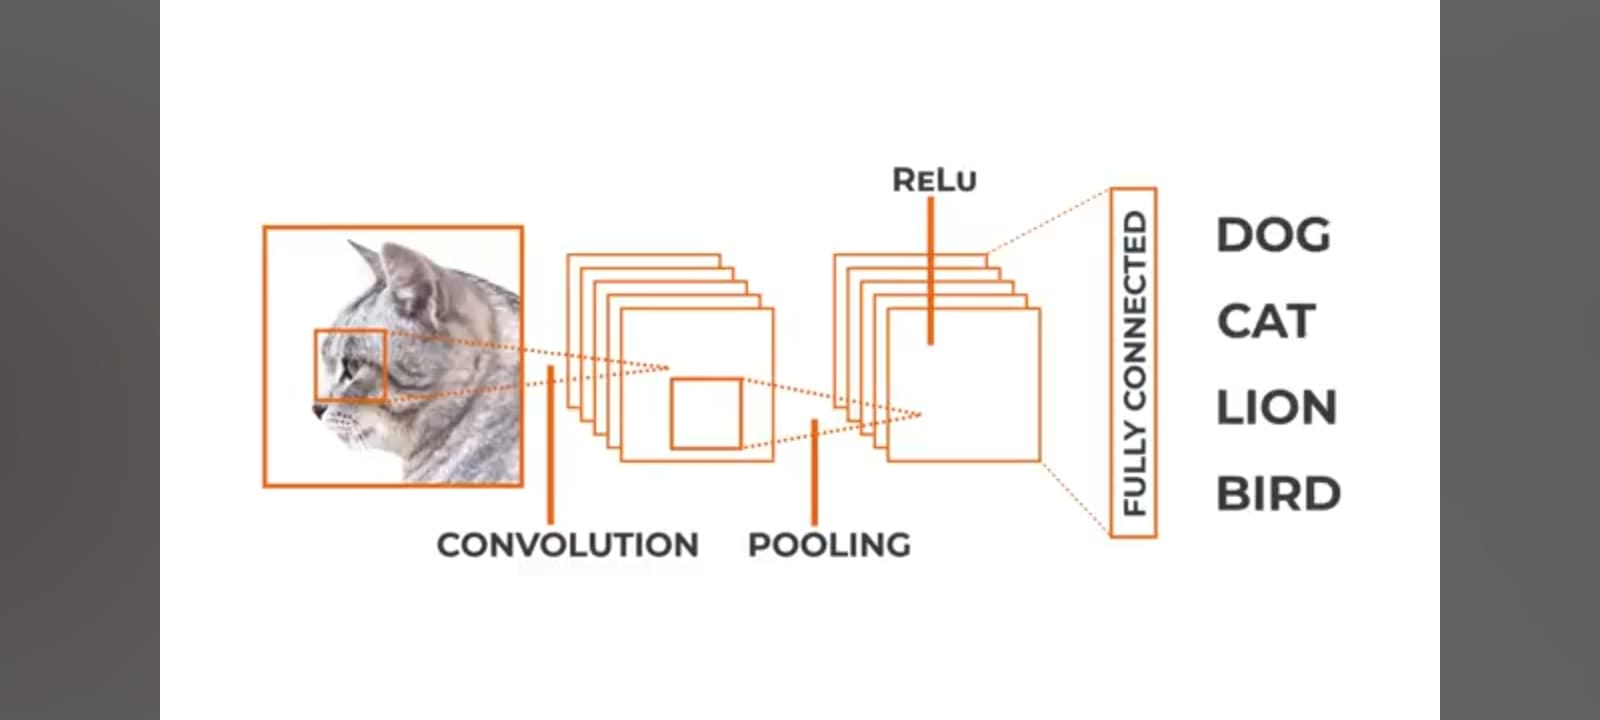 ReLu
CONVOLUTION
POOLING
FULLY CONNECTED
DOG
CAT
LION
BIRD